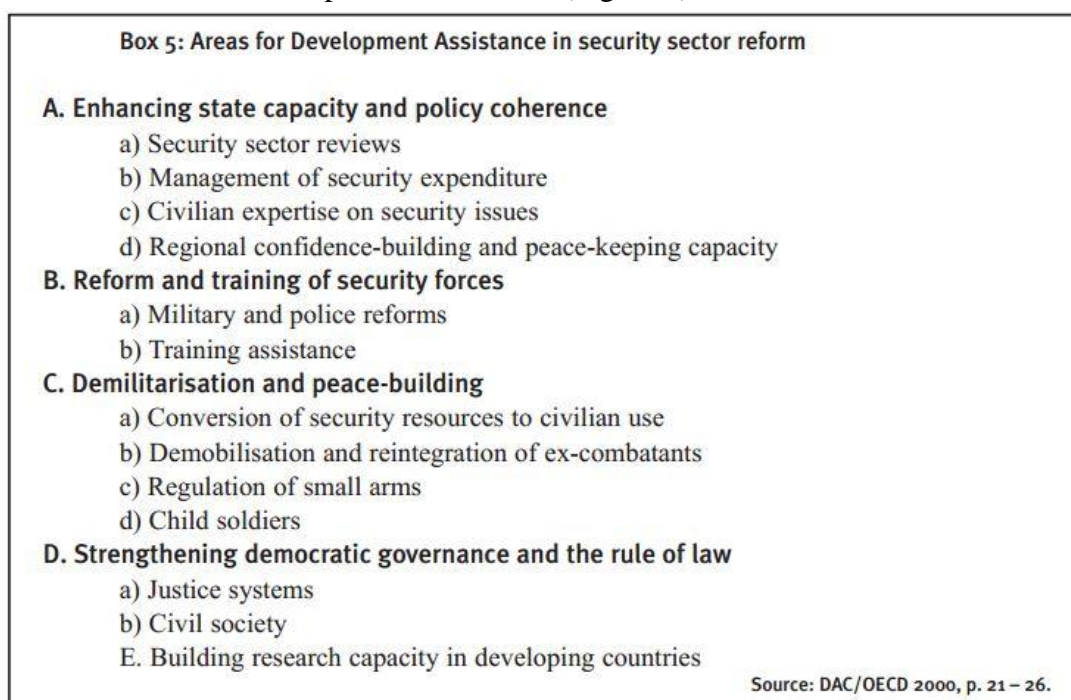 Box 5: Areas for Development Assistance in security sector reform
A. Enhancing state capacity and policy coherence
a) Security sector reviews
b) Management of security expenditure
c) Civilian expertise on security issues
d) Regional confidence-building and peace-keeping capacity
B. Reform and training of security forces
a) Military and police reforms
b) Training assistance
C. Demilitarisation and peace-building
a) Conversion of security resources to civilian use
b) Demobilisation and reintegration of ex-combatants
c) Regulation of small arms
d) Child soldiers
D. Strengthening democratic governance and the rule of law
a) Justice systems
b) Civil society
E. Building research capacity in developing countries
Source: DAC/OECD 2000, p. 21 – 26.